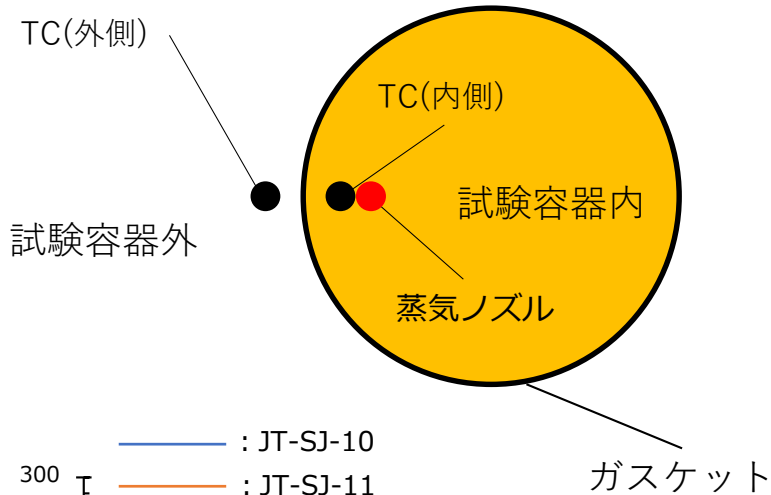 TC(外側)
TC(内側)
試験容器内
試験容器外
蒸気ノズル
: JT-SJ-10
300
: JT-SJ-11
ガスケット